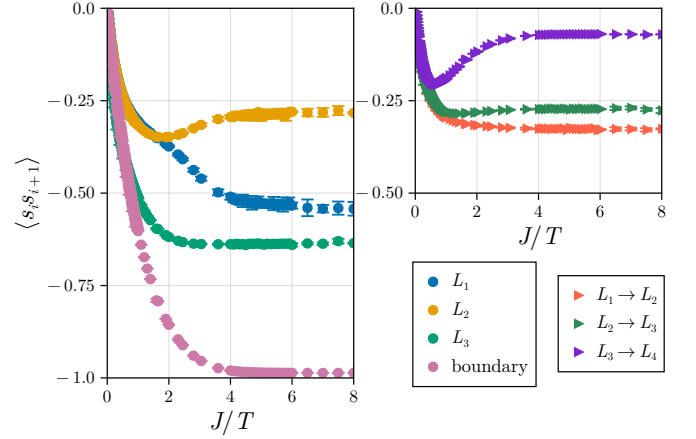 0.0
−0.25
−0.50
−0.75
−1.0
⟨s_i s_{i+1}⟩
0 2 4 6 8
J/T
0.0
−0.25
−0.50
0 2 4 6 8
J/T
L_1
L_2
L_3
boundary
L_1 → L_2
L_2 → L_3
L_3 → L_4